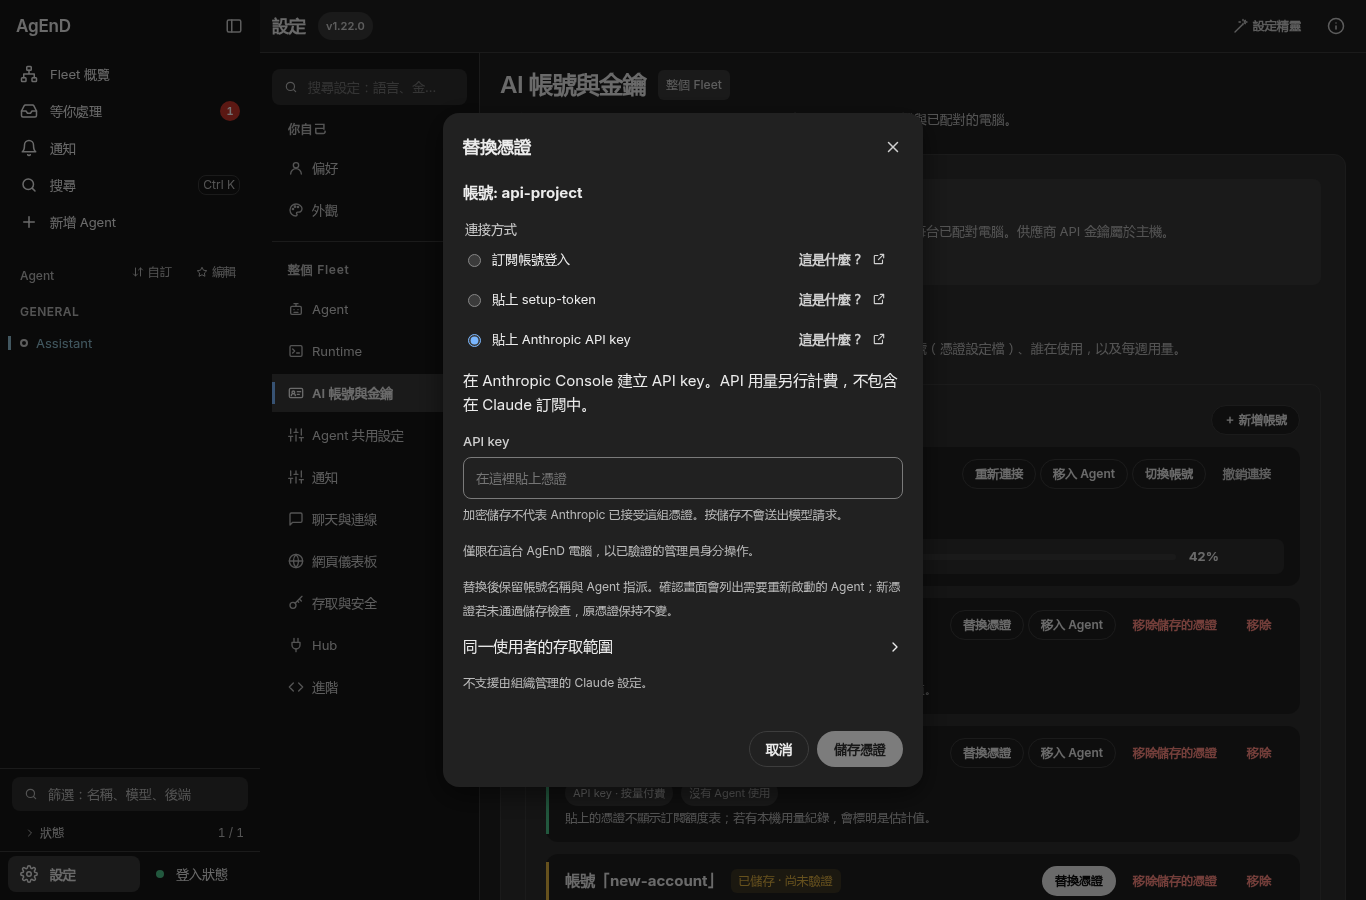 AgEnD
設定
v1.22.0
設定精靈
Fleet 概覽
等你處理
1
通知
搜尋
Ctrl K
新增 Agent
Agent
自訂
編輯
GENERAL
Assistant
篩選：名稱、模型、後端
狀態
1 / 1
設定
登入狀態
搜尋設定：語言、金...
你自己
偏好
外觀
整個 Fleet
Agent
Runtime
AI 帳號與金鑰
Agent 共用設定
通知
聊天與連線
網頁儀表板
存取與安全
Hub
進階
AI 帳號與金鑰
整個 Fleet
與已配對的電腦。
台已配對電腦。供應商 API 金鑰屬於主機。
（憑證設定檔）、誰在使用，以及每週用量。
+ 新增帳號
重新連接
移入 Agent
切換帳號
撤銷連接
42%
替換憑證
移入 Agent
移除儲存的憑證
移除
替換憑證
移入 Agent
移除儲存的憑證
移除
API key · 按量付費
沒有 Agent 使用
貼上的憑證不顯示訂閱額度表；若有本機用量紀錄，會標明是估計值。
帳號「new-account」
已儲存 · 尚未驗證
替換憑證
移除儲存的憑證
移除
替換憑證
帳號: api-project
連接方式
訂閱帳號登入
這是什麼？
貼上 setup-token
這是什麼？
貼上 Anthropic API key
這是什麼？
在 Anthropic Console 建立 API key。API 用量另行計費，不包含
在 Claude 訂閱中。
API key
在這裡貼上憑證
加密儲存不代表 Anthropic 已接受這組憑證。按儲存不會送出模型請求。
僅限在這台 AgEnD 電腦，以已驗證的管理員身分操作。
替換後保留帳號名稱與 Agent 指派。確認畫面會列出需要重新啟動的 Agent；新憑
證若未通過儲存檢查，原憑證保持不變。
同一使用者的存取範圍
不支援由組織管理的 Claude 設定。
取消
儲存憑證